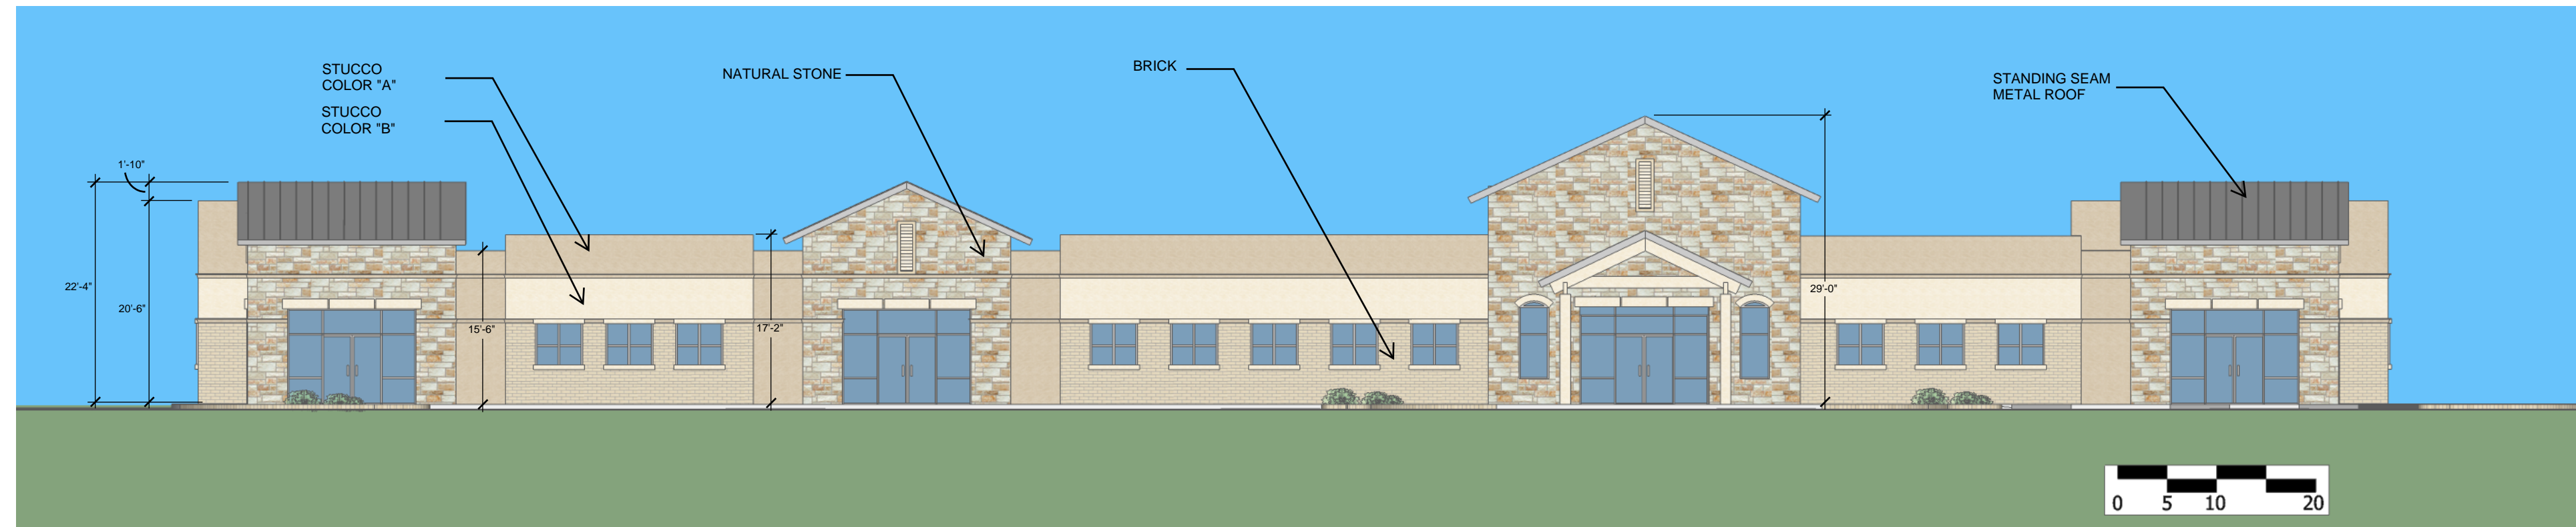 STUCCO
COLOR "A"
STUCCO
COLOR "B"
NATURAL STONE
BRICK
STANDING SEAM
METAL ROOF
1'-10"
22'-4"
20'-6"
15'-6"
17'-2"
29'-0"
0 5 10 20